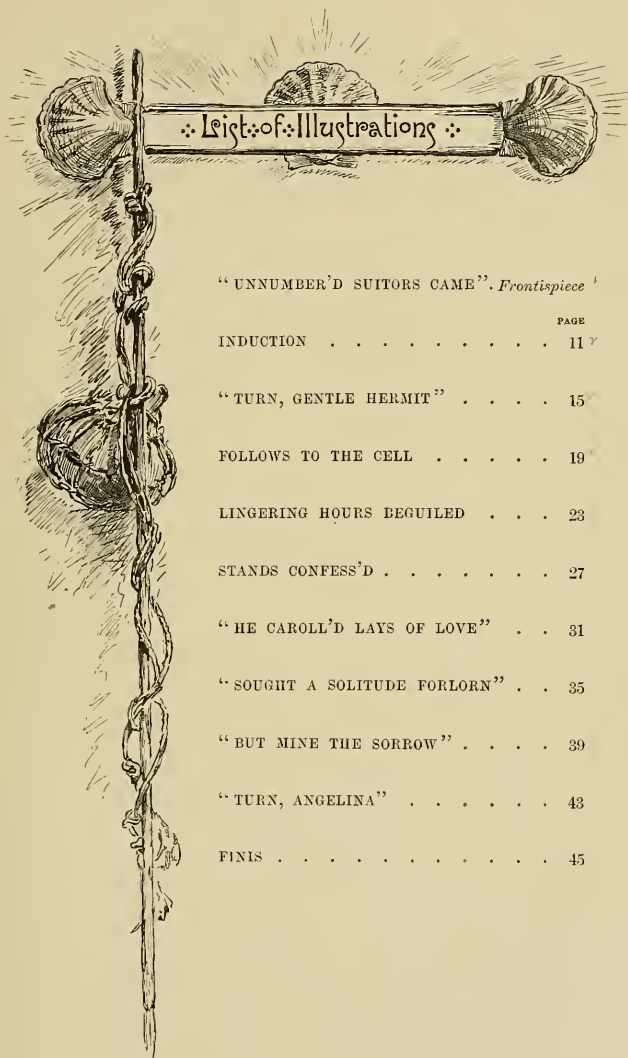 List of Illustrations
"UNNUMBER'D SUITORS CAME". Frontispiece
PAGE
INDUCTION . . . . . . . . . 11
"TURN, GENTLE HERMIT" . . . . 15
FOLLOWS TO THE CELL . . . . . 19
LINGERING HOURS BEGUILED . . . 23
STANDS CONFESS'D . . . . . . . 27
"HE CAROLL'D LAYS OF LOVE" . . 31
"SOUGHT A SOLITUDE FORLORN" . . 35
"BUT MINE THE SORROW" . . . . 39
"TURN, ANGELINA" . . . . . . 43
FINIS . . . . . . . . . . . . 45